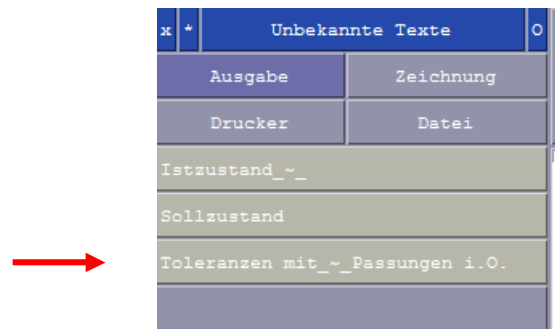 x * Unbekannte Texte O
Ausgabe Zeichnung
Drucker Datei
Istzustand_~_
Sollzustand
Toleranzen mit_~_Passungen i.O.